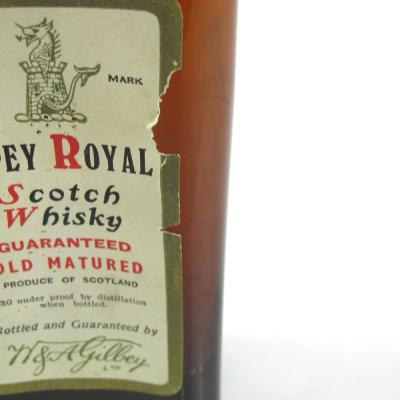 MARK
PEY ROYAL
Scotch
Whisky
GUARANTEED
OLD MATURED
PRODUCE OF SCOTLAND
30 under proof by distillation
when bottled.
Bottled and Guaranteed by
W&A Gilbey
LTD